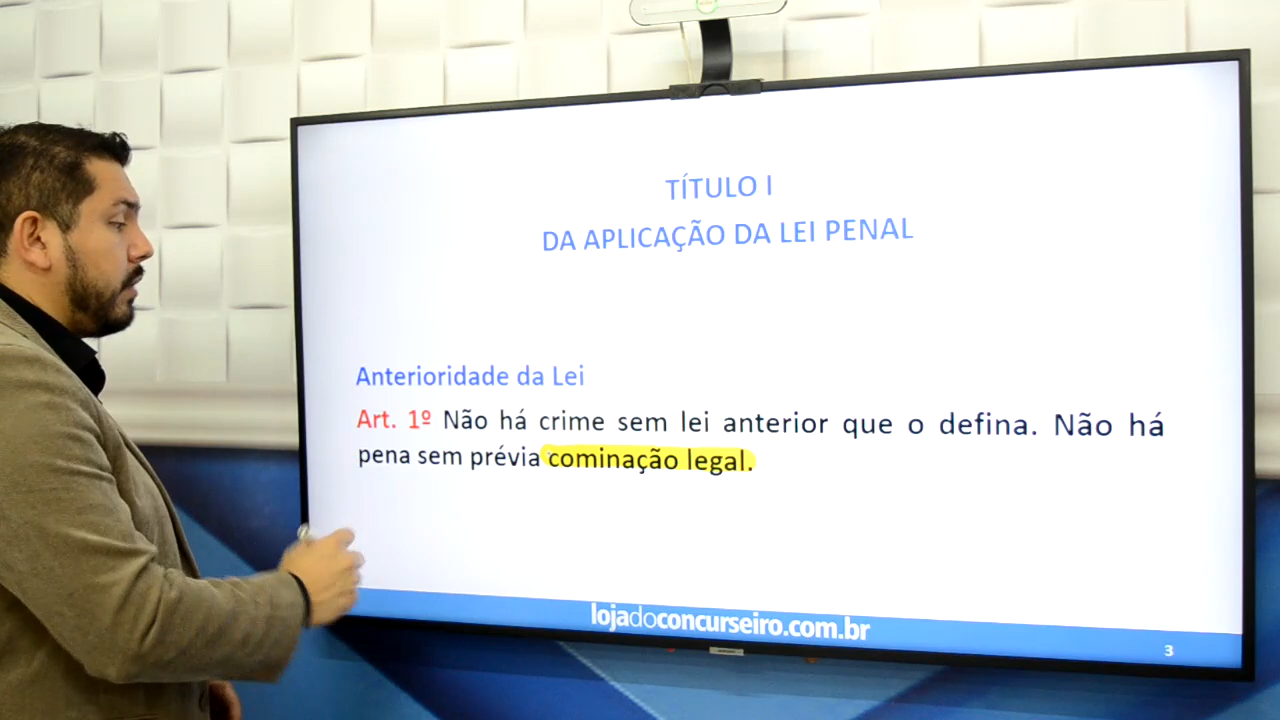 TÍTULO I
DA APLICAÇÃO DA LEI PENAL
Anterioridade da Lei
Art. 1º Não há crime sem lei anterior que o defina. Não há
pena sem prévia cominação legal.
lojadoconcurseiro.com.br
3